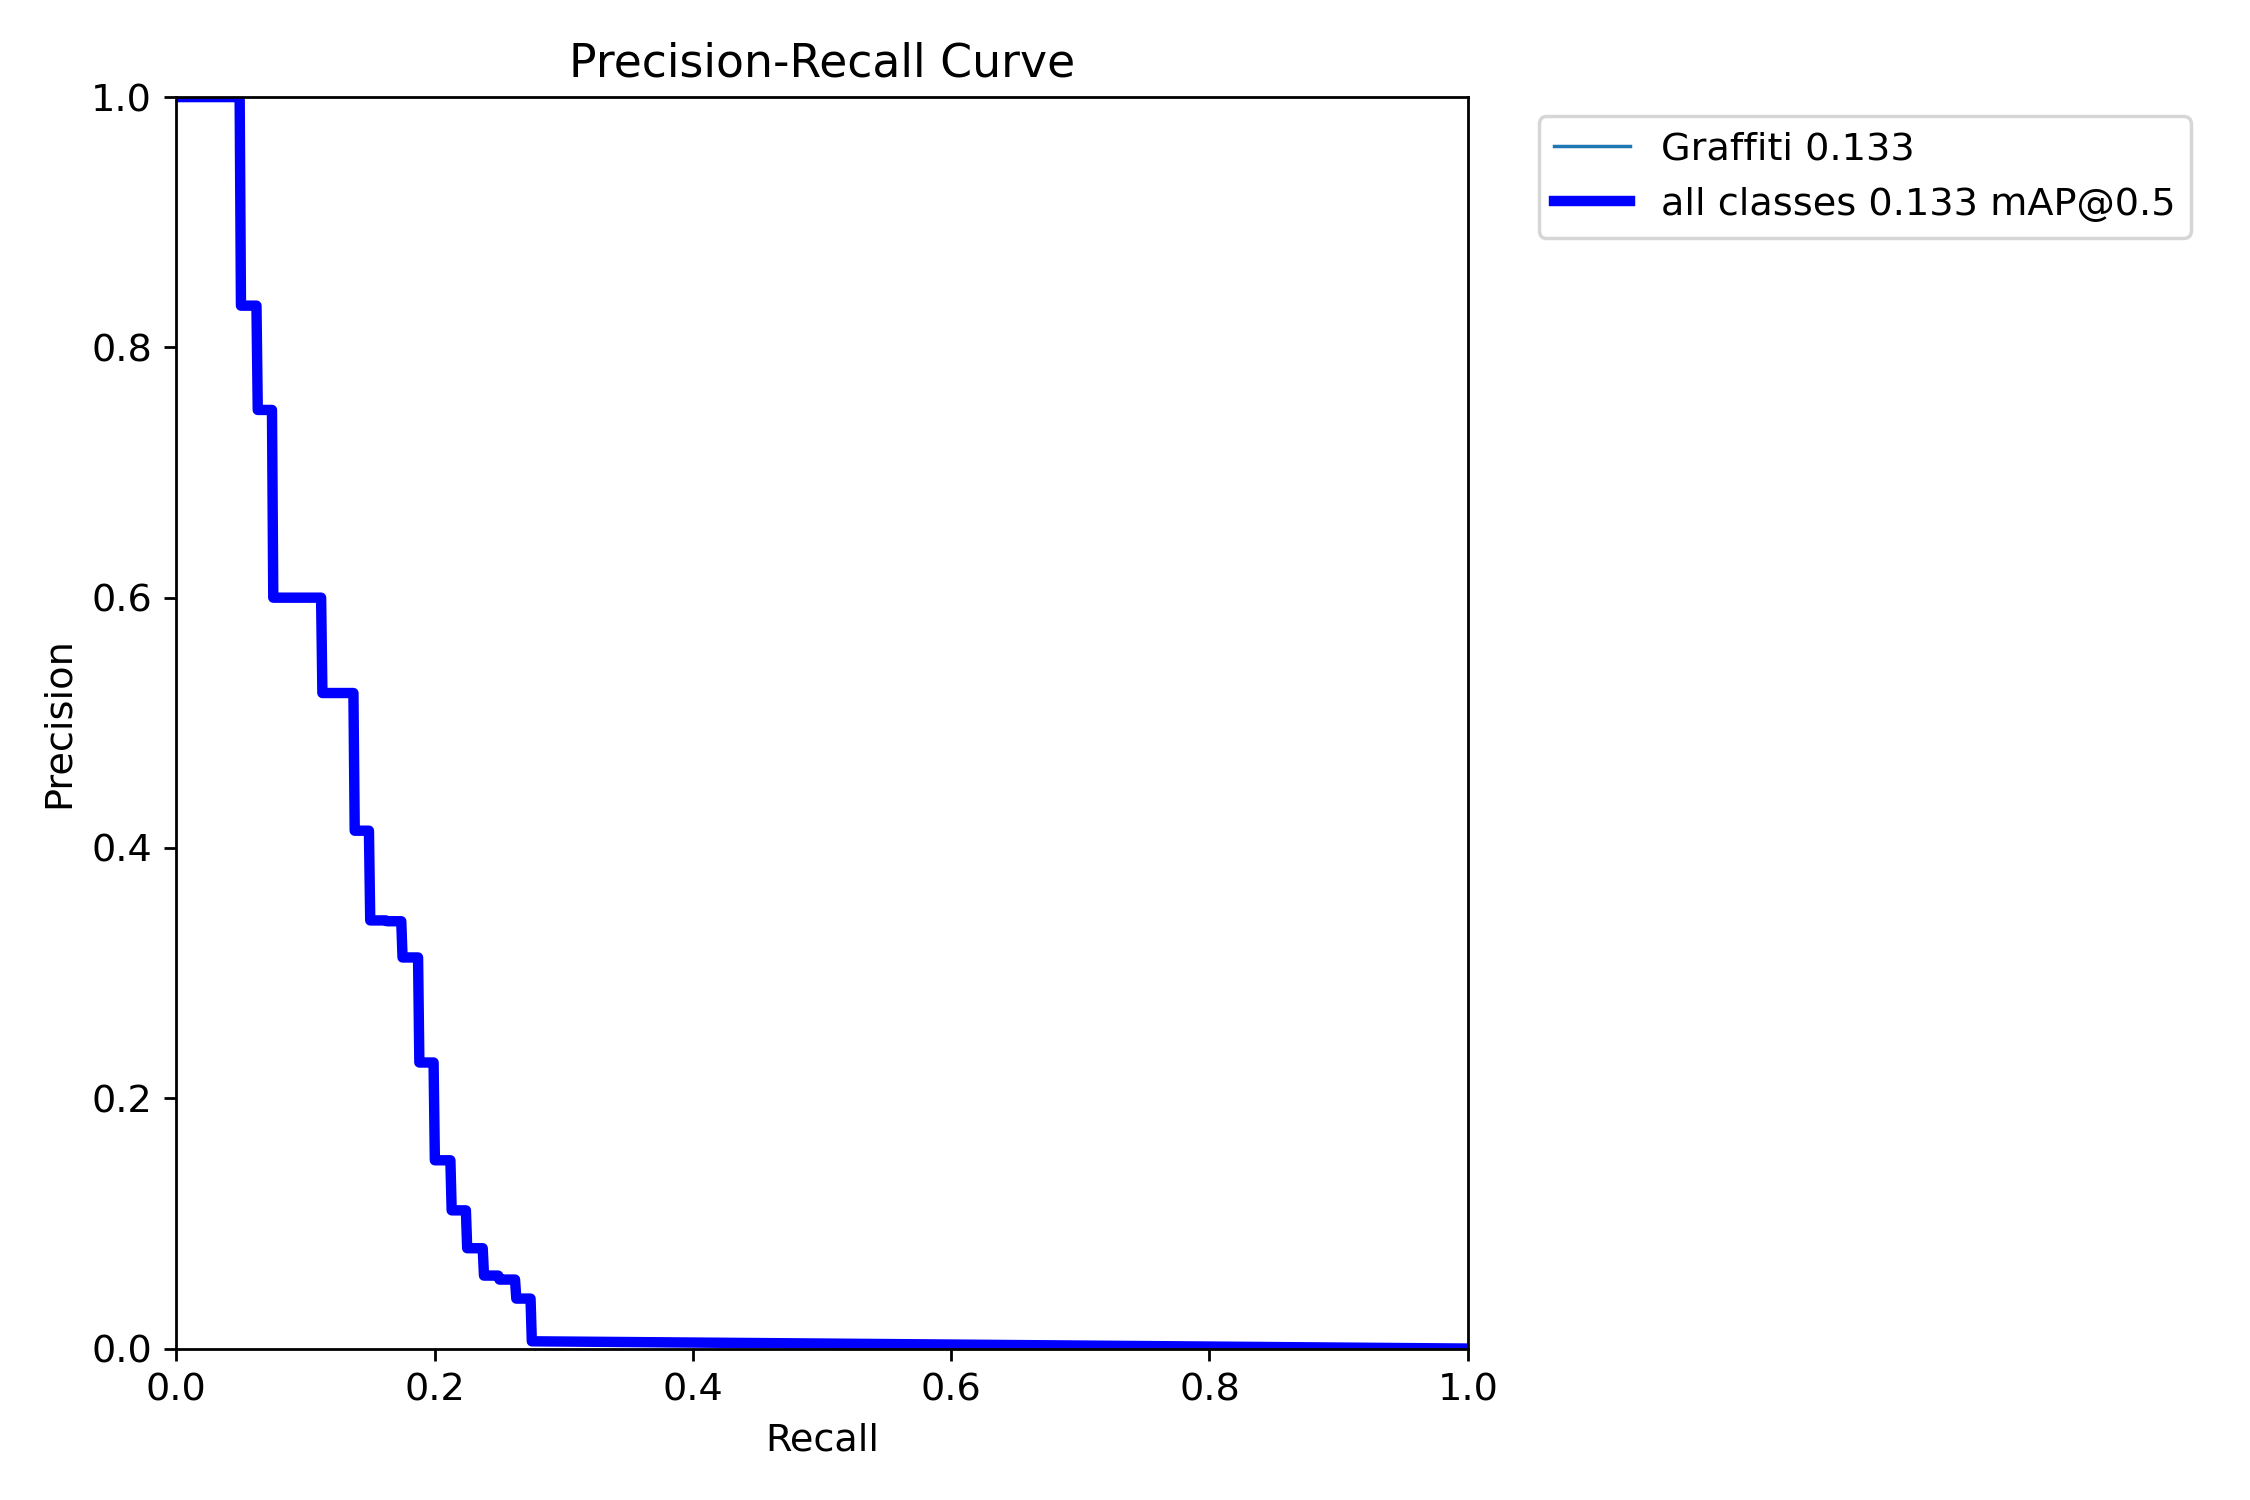 Precision-Recall Curve
1.0
0.8
0.6
0.4
0.2
0.0
Precision
0.0 0.2 0.4 0.6 0.8 1.0
Recall
Graffiti 0.133
all classes 0.133 mAP@0.5